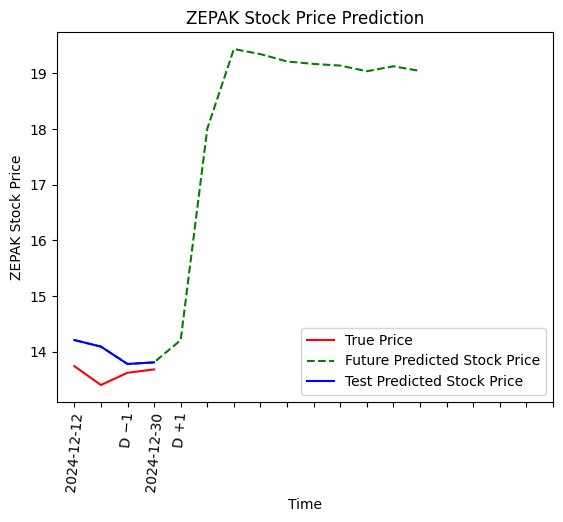 ZEPAK Stock Price Prediction
ZEPAK Stock Price
19
18
17
16
15
14
True Price
Future Predicted Stock Price
Test Predicted Stock Price
2024-12-12
D −1
2024-12-30
D +1
Time